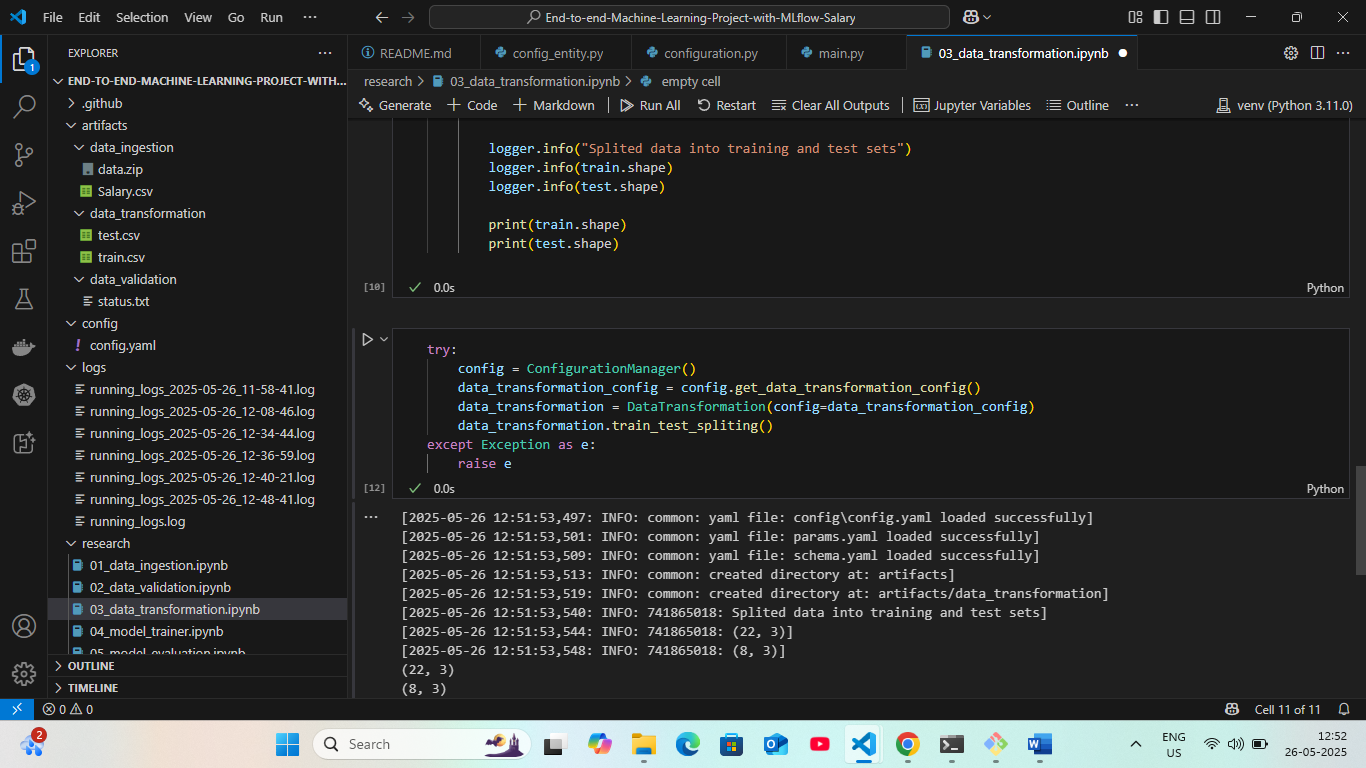 File Edit Selection View Go Run ···
End-to-end-Machine-Learning-Project-with-MLflow-Salary
EXPLORER ···
END-TO-END-MACHINE-LEARNING-PROJECT-WITH...
.github
artifacts
data_ingestion
data.zip
Salary.csv
data_transformation
test.csv
train.csv
data_validation
status.txt
config
! config.yaml
logs
running_logs_2025-05-26_11-58-41.log
running_logs_2025-05-26_12-08-46.log
running_logs_2025-05-26_12-34-44.log
running_logs_2025-05-26_12-36-59.log
running_logs_2025-05-26_12-40-21.log
running_logs_2025-05-26_12-48-41.log
running_logs.log
research
01_data_ingestion.ipynb
02_data_validation.ipynb
03_data_transformation.ipynb
04_model_trainer.ipynb
05_model_evaluation.ipynb
OUTLINE
TIMELINE
1
README.md config_entity.py configuration.py main.py 03_data_transformation.ipynb
research > 03_data_transformation.ipynb > empty cell
Generate + Code + Markdown Run All Restart Clear All Outputs Jupyter Variables Outline ··· venv (Python 3.11.0)
logger.info("Splited data into training and test sets")
logger.info(train.shape)
logger.info(test.shape)
print(train.shape)
print(test.shape)
[10] ✓ 0.0s Python
try:
config = ConfigurationManager()
data_transformation_config = config.get_data_transformation_config()
data_transformation = DataTransformation(config=data_transformation_config)
data_transformation.train_test_spliting()
except Exception as e:
raise e
[12] ✓ 0.0s Python
[2025-05-26 12:51:53,497: INFO: common: yaml file: config\config.yaml loaded successfully]
[2025-05-26 12:51:53,501: INFO: common: yaml file: params.yaml loaded successfully]
[2025-05-26 12:51:53,509: INFO: common: yaml file: schema.yaml loaded successfully]
[2025-05-26 12:51:53,513: INFO: common: created directory at: artifacts]
[2025-05-26 12:51:53,519: INFO: common: created directory at: artifacts/data_transformation]
[2025-05-26 12:51:53,540: INFO: 741865018: Splited data into training and test sets]
[2025-05-26 12:51:53,544: INFO: 741865018: (22, 3)]
[2025-05-26 12:51:53,548: INFO: 741865018: (8, 3)]
(22, 3)
(8, 3)
0 0 Cell 11 of 11
2 Search ENG 12:52
US 26-05-2025